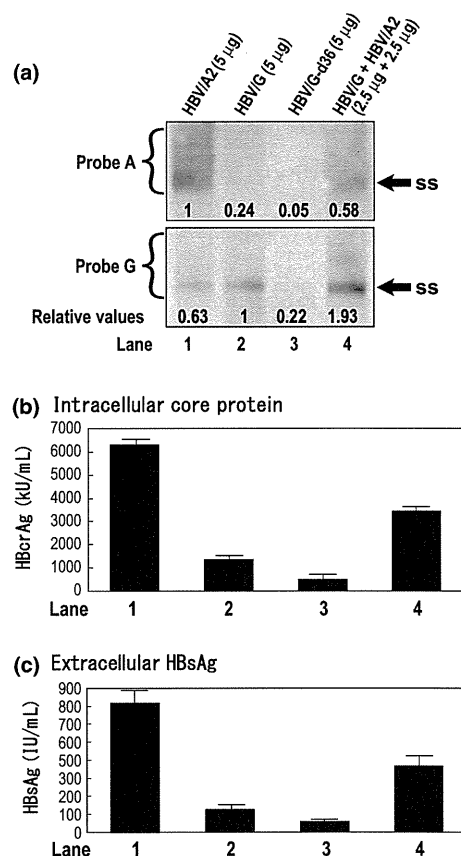 (a)
HBV/A2 (5 µg)
HBV/G (5 µg)
HBV/G-d36 (5 µg)
HBV/G + HBV/A2
(2.5 µg + 2.5 µg)
Probe A
ss
1 0.24 0.05 0.58
Probe G
ss
Relative values 0.63 1 0.22 1.93
Lane 1 2 3 4
(b) Intracellular core protein
HBcrAg (kU/mL)
7000
6000
5000
4000
3000
2000
1000
0
Lane 1 2 3 4
(c) Extracellular HBsAg
HBsAg (IU/mL)
900
800
700
600
500
400
300
200
100
0
Lane 1 2 3 4